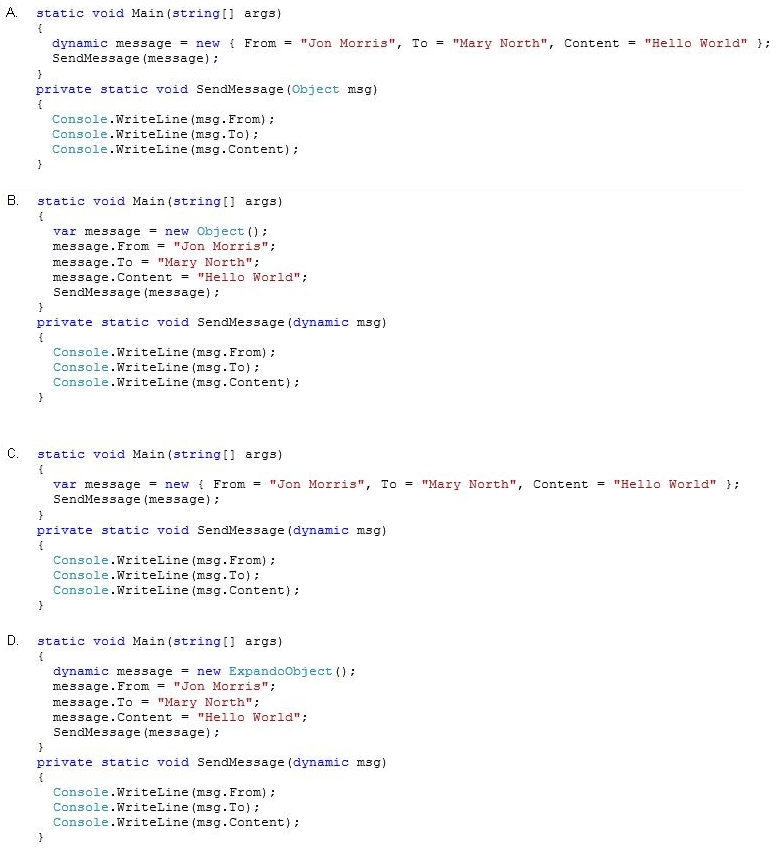 A. static void Main(string[] args)
{
dynamic message = new { From = "Jon Morris", To = "Mary North", Content = "Hello World" };
SendMessage(message);
}
private static void SendMessage(Object msg)
{
Console.WriteLine(msg.From);
Console.WriteLine(msg.To);
Console.WriteLine(msg.Content);
}
B. static void Main(string[] args)
{
var message = new Object();
message.From = "Jon Morris";
message.To = "Mary North";
message.Content = "Hello World";
SendMessage(message);
}
private static void SendMessage(dynamic msg)
{
Console.WriteLine(msg.From);
Console.WriteLine(msg.To);
Console.WriteLine(msg.Content);
}
C. static void Main(string[] args)
{
var message = new { From = "Jon Morris", To = "Mary North", Content = "Hello World" };
SendMessage(message);
}
private static void SendMessage(dynamic msg)
{
Console.WriteLine(msg.From);
Console.WriteLine(msg.To);
Console.WriteLine(msg.Content);
}
D. static void Main(string[] args)
{
dynamic message = new ExpandoObject();
message.From = "Jon Morris";
message.To = "Mary North";
message.Content = "Hello World";
SendMessage(message);
}
private static void SendMessage(dynamic msg)
{
Console.WriteLine(msg.From);
Console.WriteLine(msg.To);
Console.WriteLine(msg.Content);
}